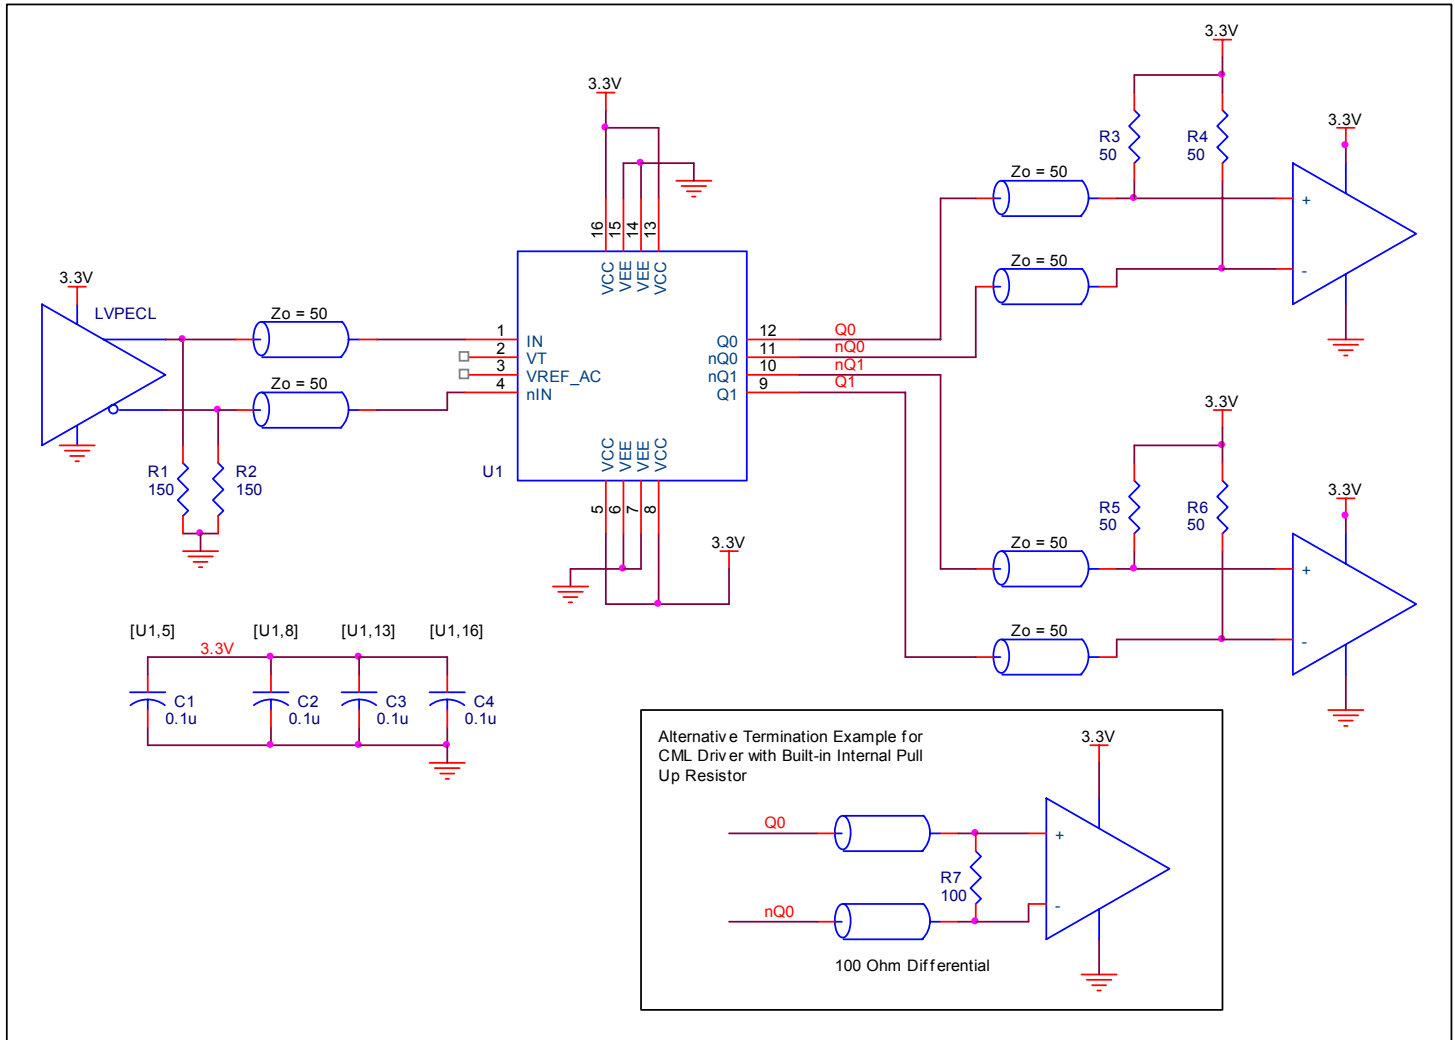 3.3V
3.3V
3.3V
R3
50
R4
50
Zo = 50
+
16
15
14
13
VCC
VEE
VEE
VCC
Zo = 50
-
3.3V
LVPECL
Zo = 50
1
IN
2
VT
3
VREF_AC
4
nIN
Q0
12
Q0
nQ0
11
nQ0
nQ1
10
nQ1
Q1
9
Q1
Zo = 50
3.3V
VCC
VEE
VEE
VCC
U1
5
6
7
8
R1
150
R2
150
3.3V
R5
50
R6
50
3.3V
Zo = 50
+
Zo = 50
-
[U1,5]
[U1,8]
[U1,13]
[U1,16]
3.3V
C1
0.1u
C2
0.1u
C3
0.1u
C4
0.1u
Alternative Termination Example for
CML Driver with Built-in Internal Pull
Up Resistor
3.3V
Q0
+
R7
100
nQ0
-
100 Ohm Differential